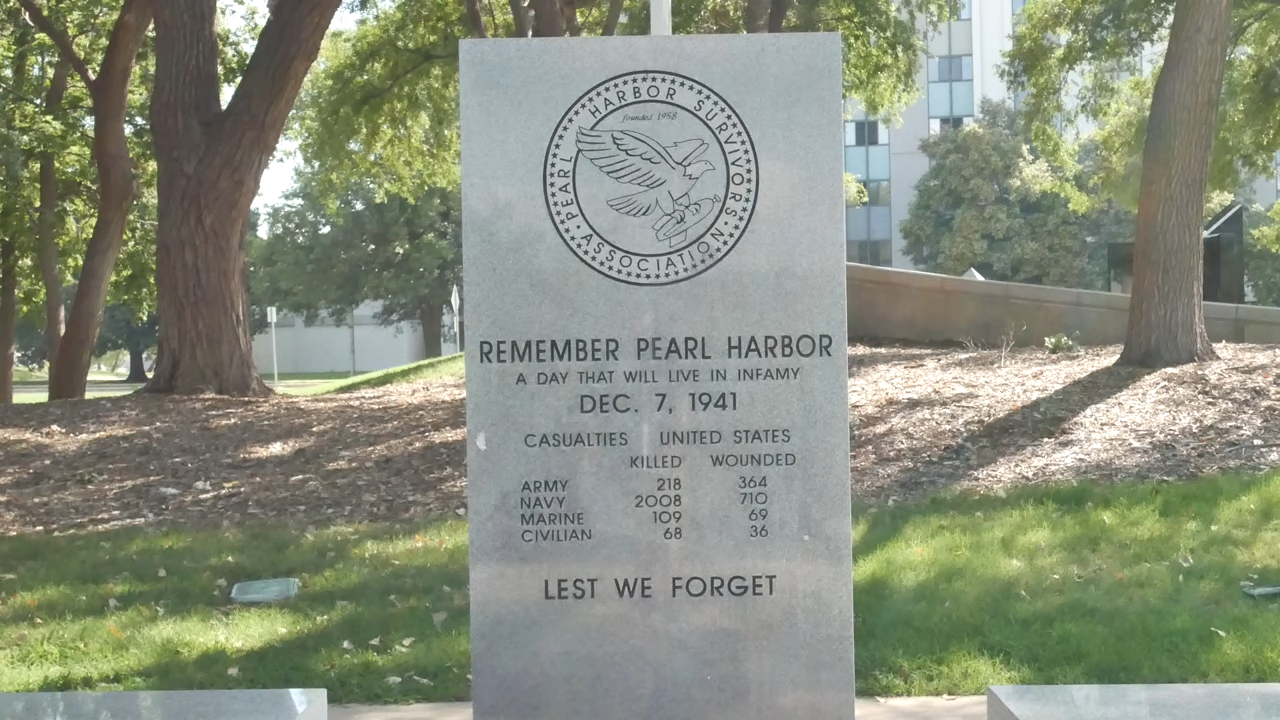 PEARL HARBOR SURVIVORS
ASSOCIATION
founded 1958
REMEMBER PEARL HARBOR
A DAY THAT WILL LIVE IN INFAMY
DEC. 7, 1941
CASUALTIES UNITED STATES
KILLED WOUNDED
ARMY 218 364
NAVY 2008 710
MARINE 109 69
CIVILIAN 68 36
LEST WE FORGET